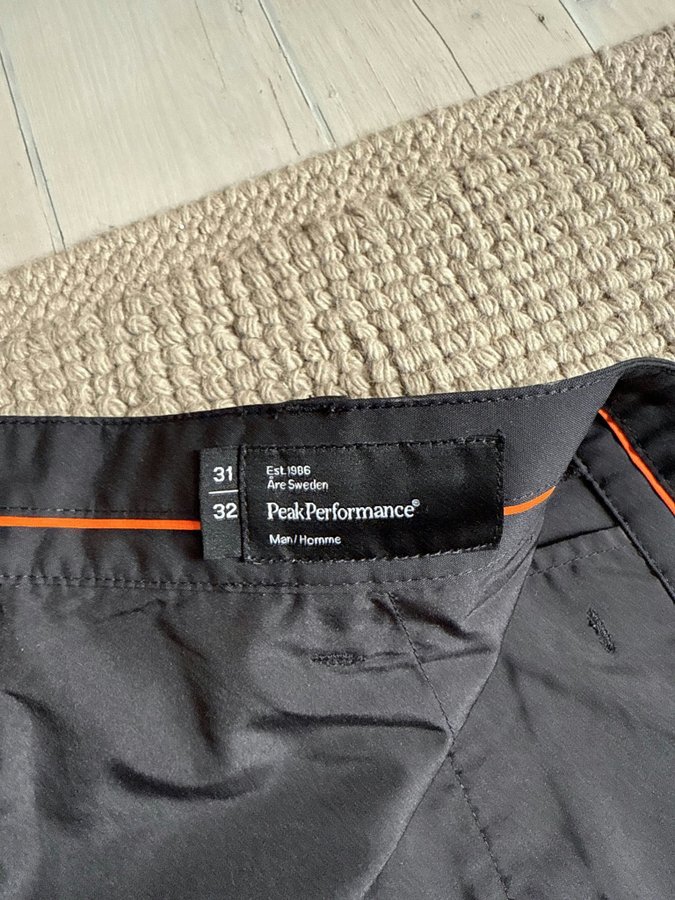 31
32
Est.1986
Åre Sweden
PeakPerformance®
Man/Homme